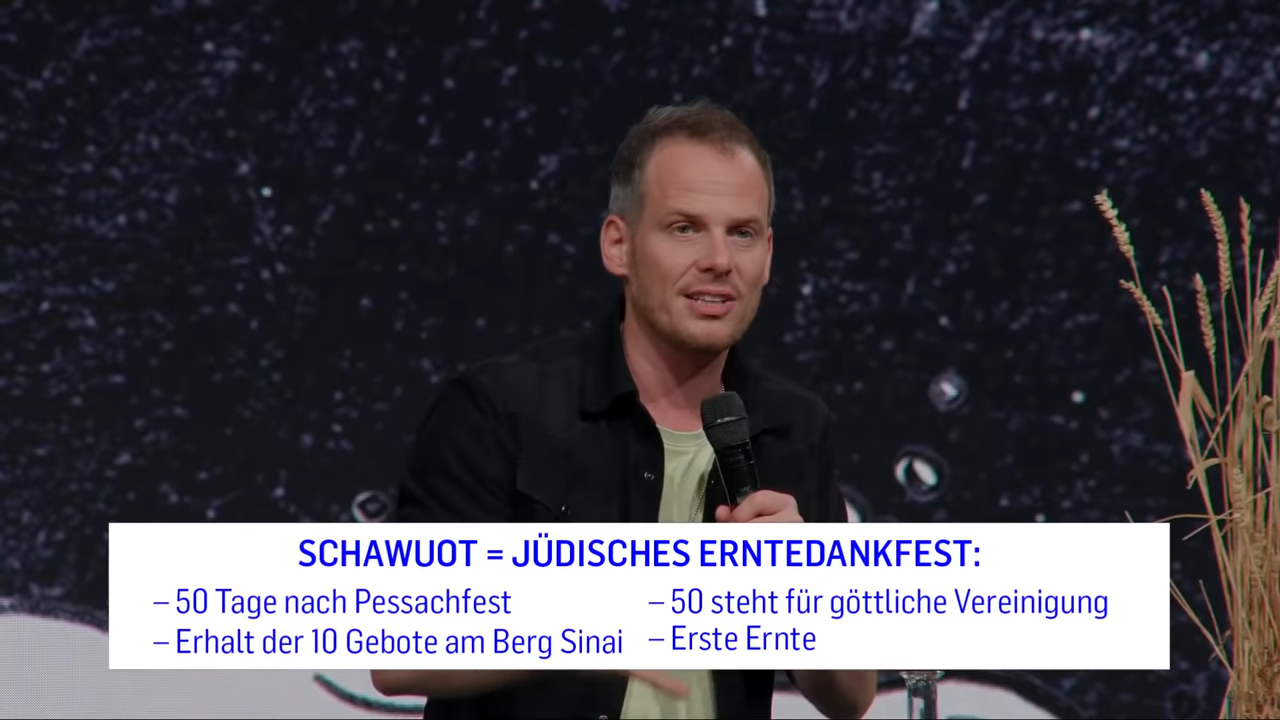 SCHAWUOT = JÜDISCHES ERNTEDANKFEST:
– 50 Tage nach Pessachfest
– Erhalt der 10 Gebote am Berg Sinai
– 50 steht für göttliche Vereinigung
– Erste Ernte